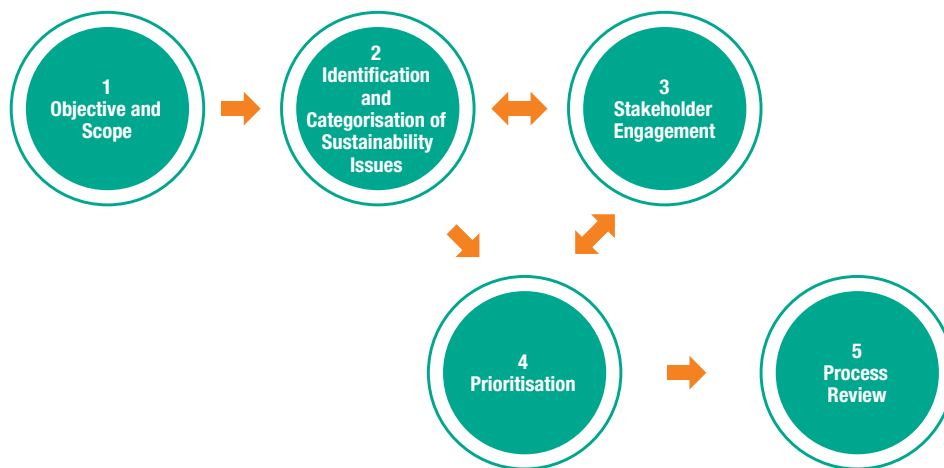 1
Objective and
Scope
2
Identification
and
Categorisation of
Sustainability
Issues
3
Stakeholder
Engagement
4
Prioritisation
5
Process
Review